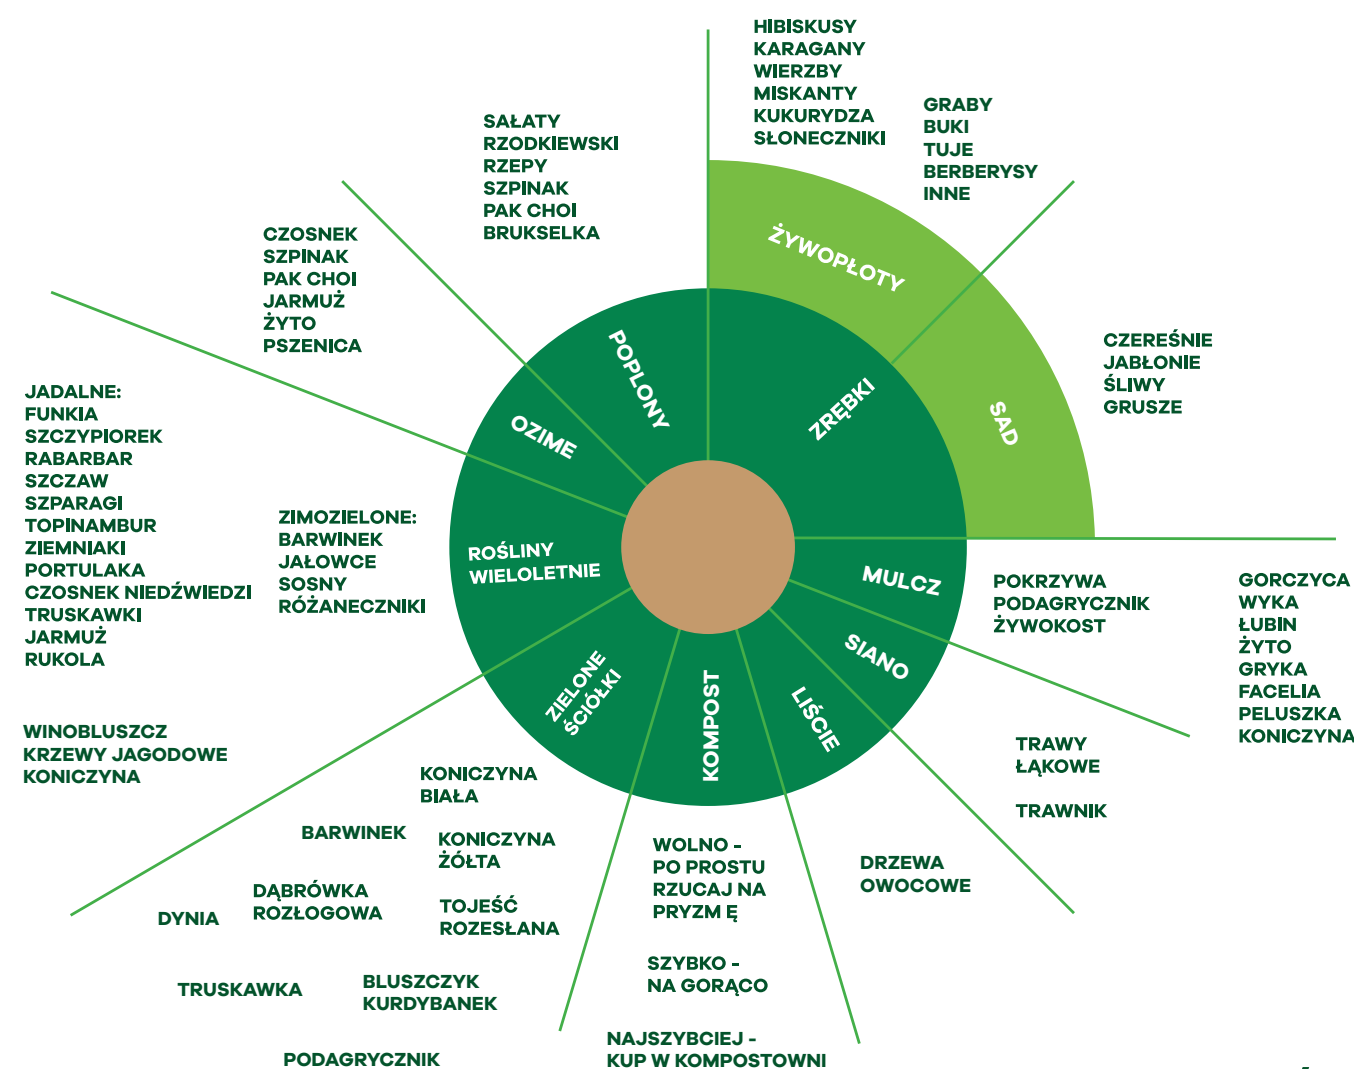 HIBISKUSY
KARAGANY
WIERZBY
MISKANTY
KUKURYDZA
SŁONECZNIKI
GRABY
BUKI
TUJE
BERBERYSY
INNE
SAŁATY
RZODKIEWSKI
RZEPY
SZPINAK
PAK CHOI
BRUKSELKA
CZOSNEK
SZPINAK
PAK CHOI
JARMUŻ
ŻYTO
PSZENICA
ŻYWOPŁOTY
SAD
CZEREŚNIE
JABŁONIE
ŚLIWY
GRUSZE
POPLONY
ZRĘBKI
OZIME
JADALNE:
FUNKIA
SZCZYPIOREK
RABARBAR
SZCZAW
SZPARAGI
TOPINAMBUR
ZIEMNIAKI
PORTULAKA
CZOSNEK NIEDŹWIEDZI
TRUSKAWKI
JARMUŻ
RUKOLA
ZIMOZIELONE:
BARWINEK
JAŁOWCE
SOSNY
RÓŻANECZNIKI
WINOBLUSZCZ
KRZEWY JAGODOWE
KONICZYNA
ROŚLINY
WIELOLETNIE
MULCZ
POKRZYWA
PODAGRYCZNIK
ŻYWOKOST
GORCZYCA
WYKA
ŁUBIN
ŻYTO
GRYKA
FACELIA
PELUSZKA
KONICZYNA
SIANO
TRAWY
ŁĄKOWE
TRAWNIK
LIŚCIE
DRZEWA
OWOCOWE
KOMPOST
WOLNO -
PO PROSTU
RZUCAJ NA
PRYZM Ę
SZYBKO -
NA GORĄCO
NAJSZYBCIEJ -
KUP W KOMPOSTOWNI
ZIELONE
ŚCIÓŁKI
KONICZYNA
BIAŁA
BARWINEK
KONICZYNA
ŻÓŁTA
DĄBRÓWKA
ROZŁOGOWA
DYNIA
TOJEŚĆ
ROZESŁANA
TRUSKAWKA
BLUSZCZYK
KURDYBANEK
PODAGRYCZNIK